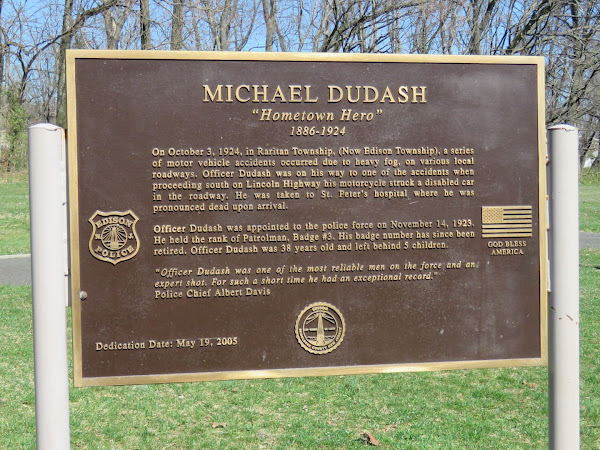 MICHAEL DUDASH
"Hometown Hero"
1886-1924
On October 3, 1924, in Raritan Township, (Now Edison Township), a series
of motor vehicle accidents occurred due to heavy fog, on various local
roadways. Officer Dudash was on his way to one of the accidents when
proceeding south on Lincoln Highway his motorcycle struck a disabled car
in the roadway. He was taken to St. Peter's hospital where he was
pronounced dead upon arrival.
Officer Dudash was appointed to the police force on November 14, 1923.
He held the rank of Patrolman, Badge #3. His badge number has since been
retired. Officer Dudash was 38 years old and left behind 5 children.
EDISON
POLICE
GOD BLESS
AMERICA
"Officer Dudash was one of the most reliable men on the force and an
expert shot. For such a short time he had an exceptional record."
Police Chief Albert Davis
Dedication Date: May 19, 2005